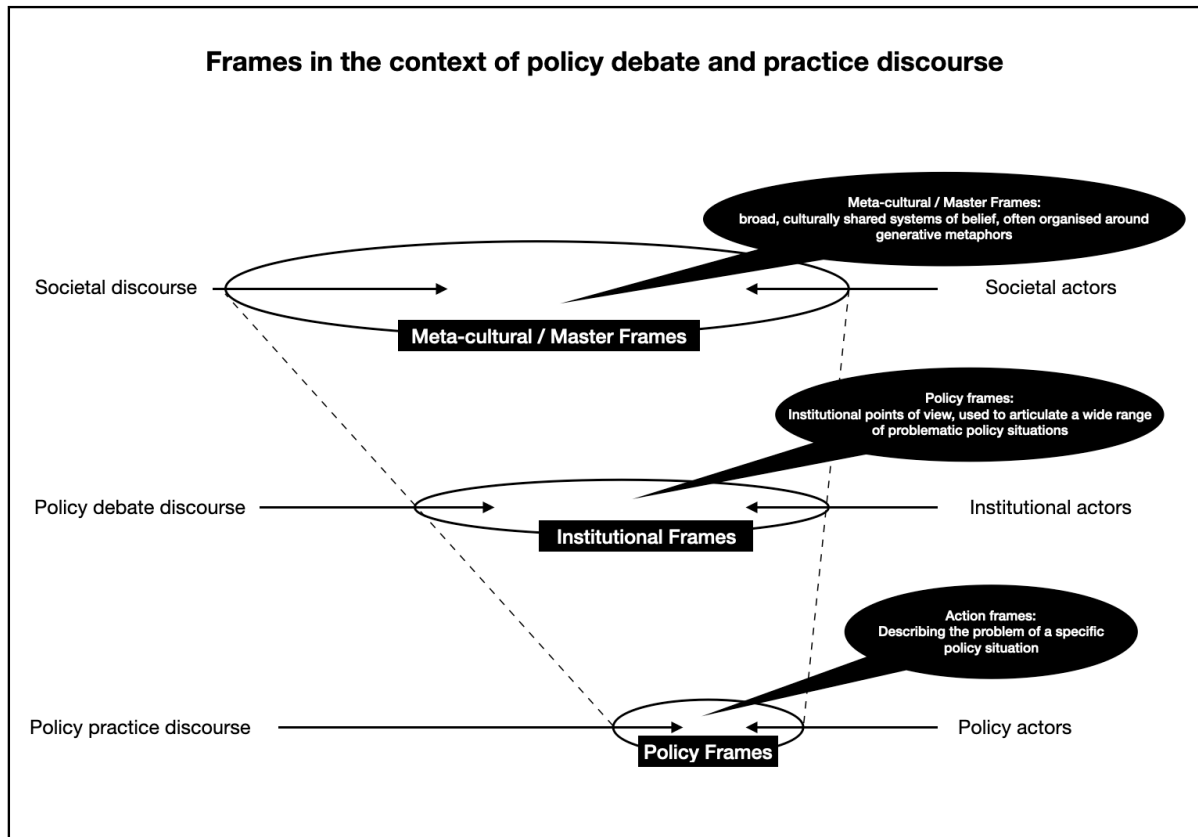 Frames in the context of policy debate and practice discourse
Meta-cultural / Master Frames:
broad, culturally shared systems of belief, often organised around
generative metaphors
Societal discourse
Societal actors
Meta-cultural / Master Frames
Policy frames:
Institutional points of view, used to articulate a wide range
of problematic policy situations
Policy debate discourse
Institutional actors
Institutional Frames
Action frames:
Describing the problem of a specific
policy situation
Policy practice discourse
Policy actors
Policy Frames